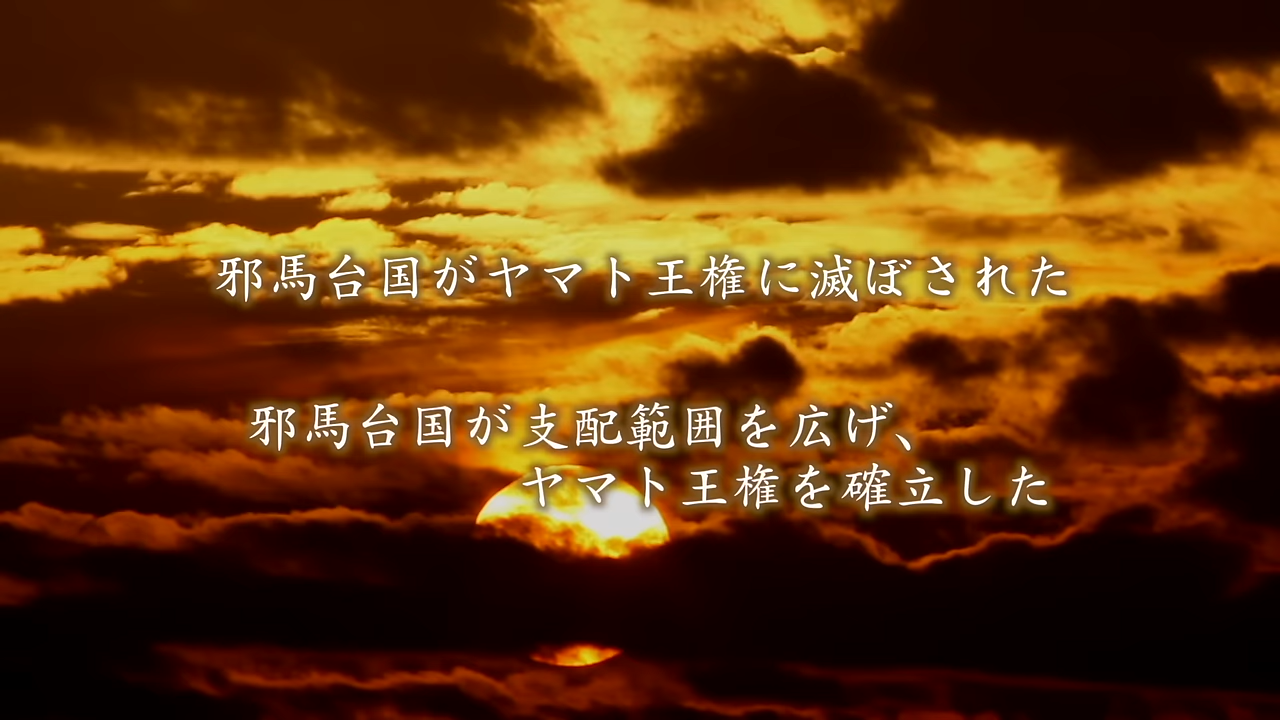 邪馬台国がヤマト王権に滅ぼされた
邪馬台国が支配範囲を広げ、
ヤマト王権を確立した